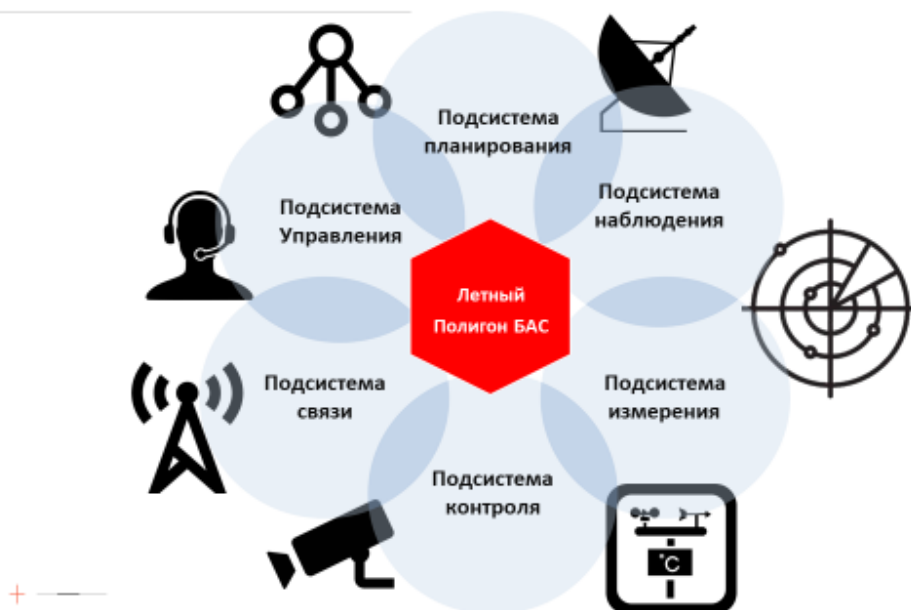 Подсистема
планирования
Подсистема
наблюдения
Подсистема
Управления
Летный
Полигон БАС
Подсистема
связи
Подсистема
измерения
Подсистема
контроля
°C